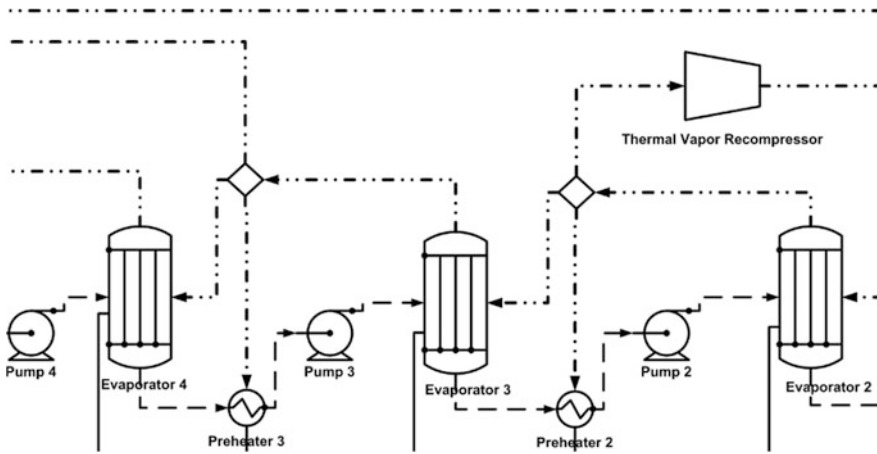 Thermal Vapor Recompressor
Pump 4
Evaporator 4
Pump 3
Evaporator 3
Pump 2
Evaporator 2
Preheater 3
Preheater 2